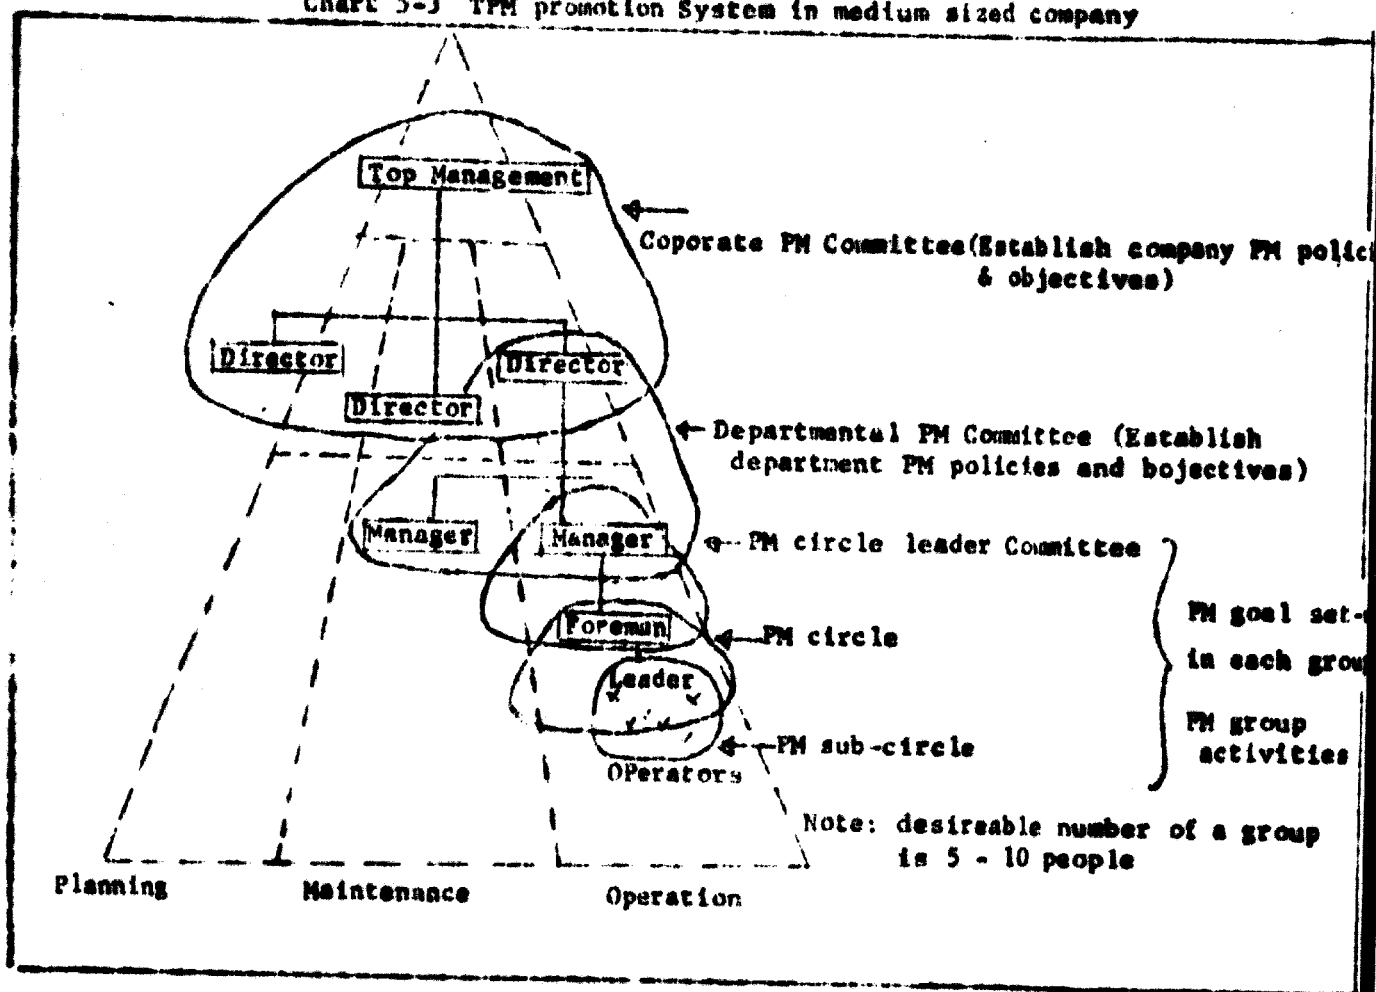 Chart 5-3 TPM promotion System in medium sized company
Top Management
Coporate PM Committee(Establish company PM polici
& objectives)
Director
Director
Director
Departmental PM Committee (Establish
department PM policies and bojectives)
Manager
Manager
PM circle leader Committee
Foreman
PM circle
PM goal set-
in each grou
Leader
PM group
activities
PM sub-circle
OPerators
Note: desireable number of a group
is 5 - 10 people
Planning
Maintenance
Operation